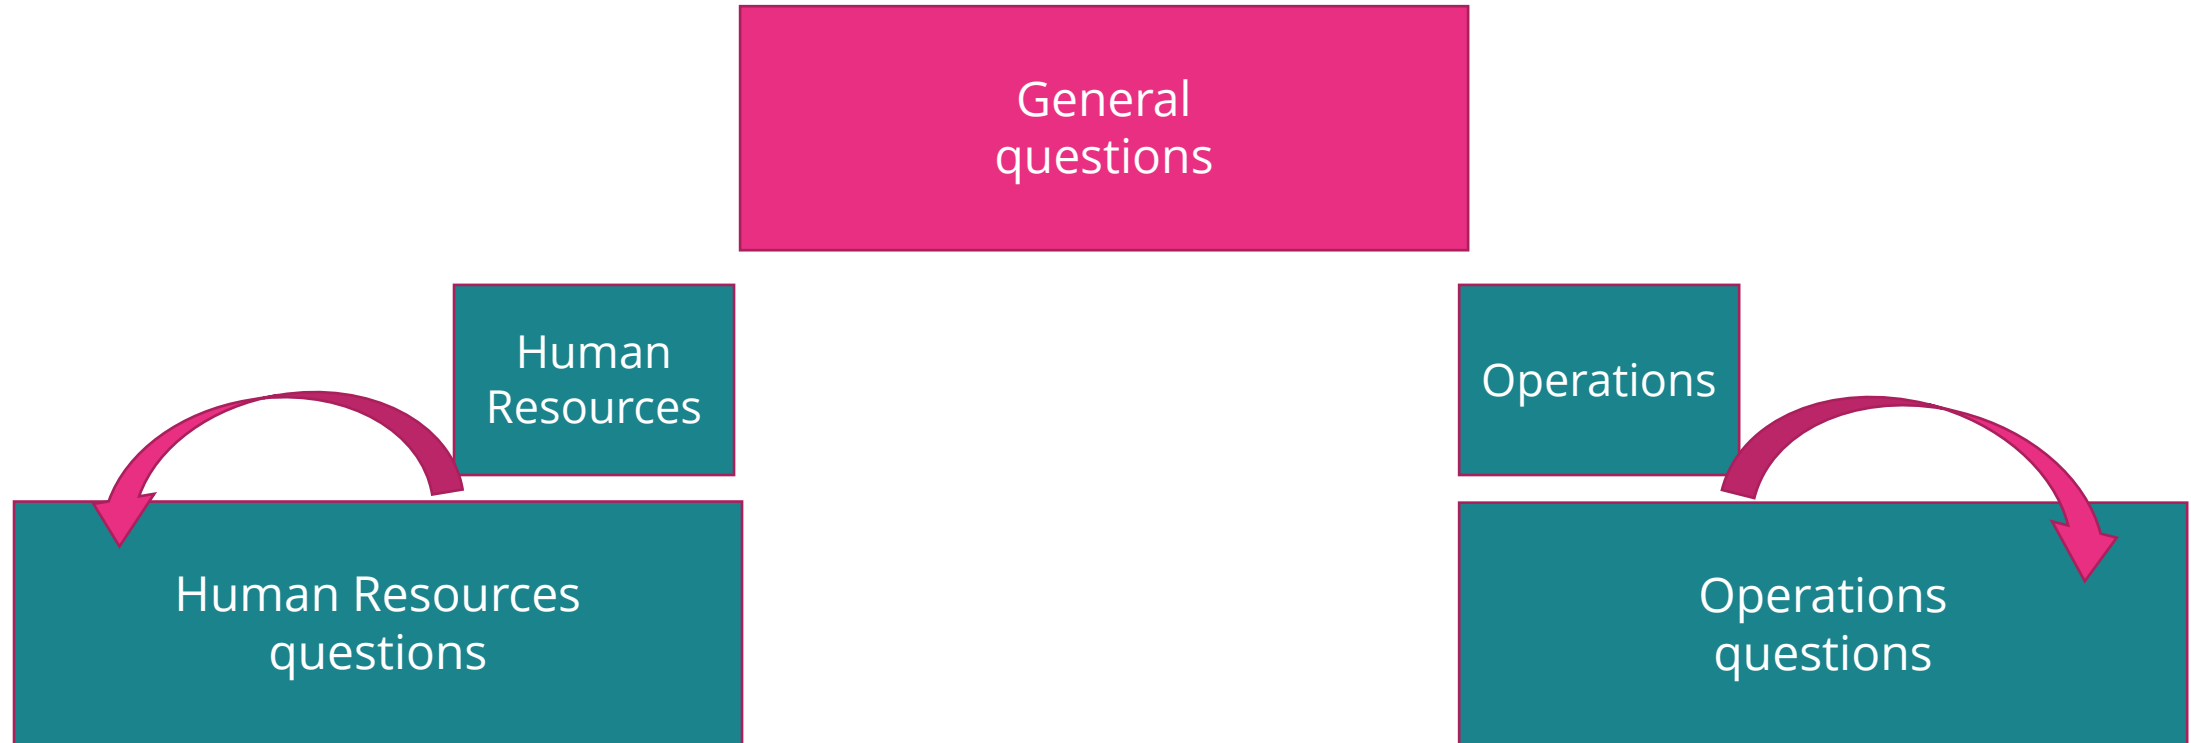 General
questions
Human
Resources
Operations
Human Resources
questions
Operations
questions